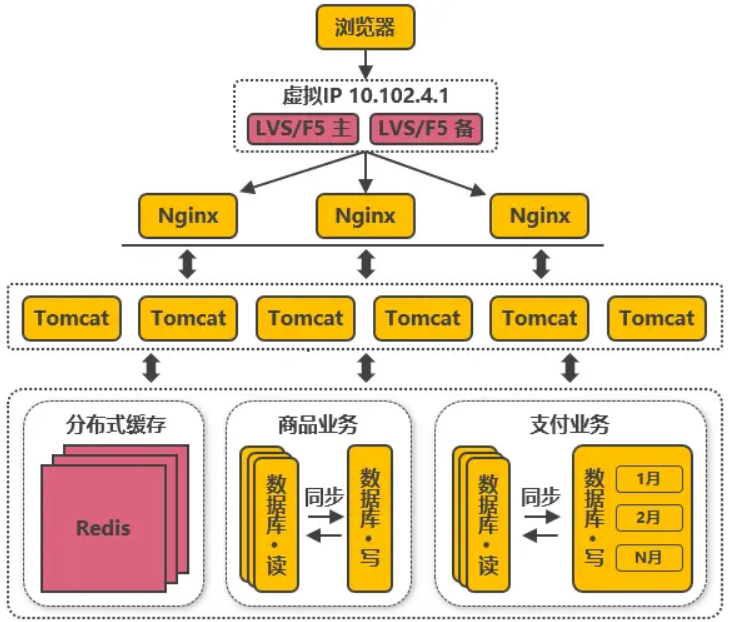 浏览器
虚拟IP 10.102.4.1
LVS/F5 主
LVS/F5 备
Nginx
Nginx
Nginx
Tomcat
Tomcat
Tomcat
Tomcat
Tomcat
Tomcat
分布式缓存
Redis
商品业务
数据库·读
同步
数据库·写
支付业务
数据库·读
同步
数据库·写
1月
2月
N月